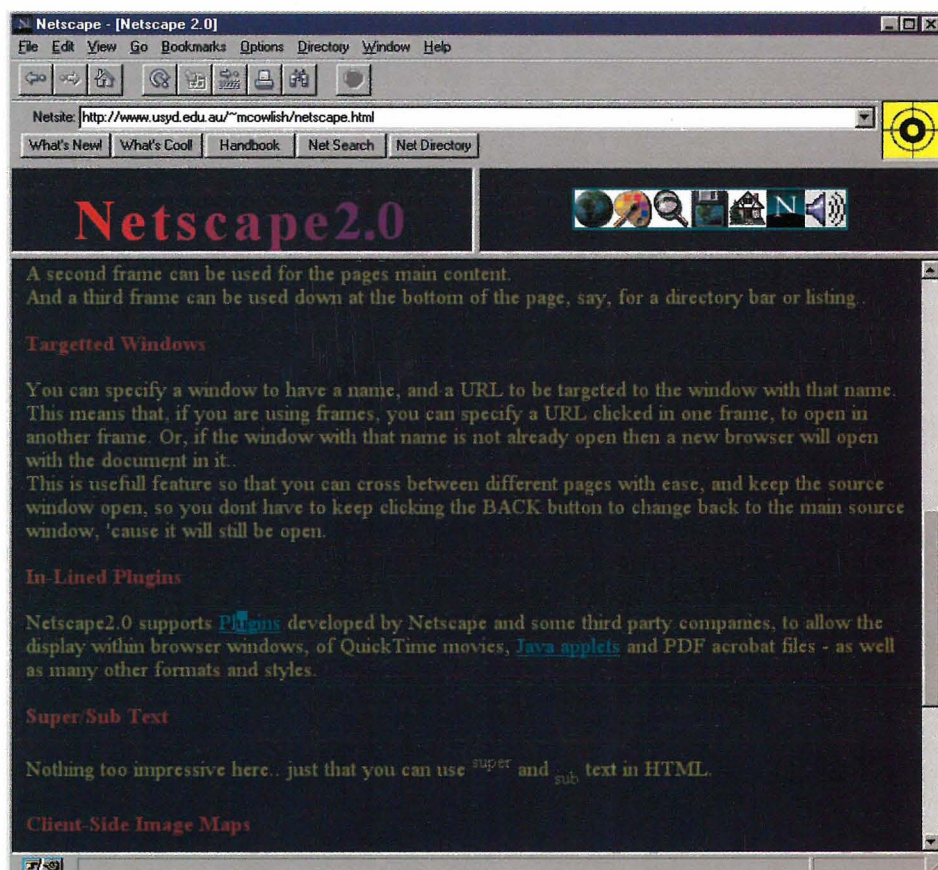 Netscape - [Netscape 2.0]
File Edit View Go Bookmarks Options Directory Window Help
Netsite: http://www.usyd.edu.au/~mcowlish/netscape.html
What's New! What's Cool! Handbook Net Search Net Directory
Netscape2.0
N
A second frame can be used for the pages main content.
And a third frame can be used down at the bottom of the page, say, for a directory bar or listing..
Targetted Windows
You can specify a window to have a name, and a URL to be targeted to the window with that name.
This means that, if you are using frames, you can specify a URL clicked in one frame, to open in
another frame. Or, if the window with that name is not already open then a new browser will open
with the document in it..
This is usefull feature so that you can cross between different pages with ease, and keep the source
window open, so you dont have to keep clicking the BACK button to change back to the main source
window, 'cause it will still be open.
In-Lined Plugins
Netscape2.0 supports Plugins developed by Netscape and some third party companies, to allow the
display within browser windows, of QuickTime movies, Java applets and PDF acrobat files - as well
as many other formats and styles.
Super/Sub Text
Nothing too impressive here.. just that you can use super and sub text in HTML.
Client-Side Image Maps